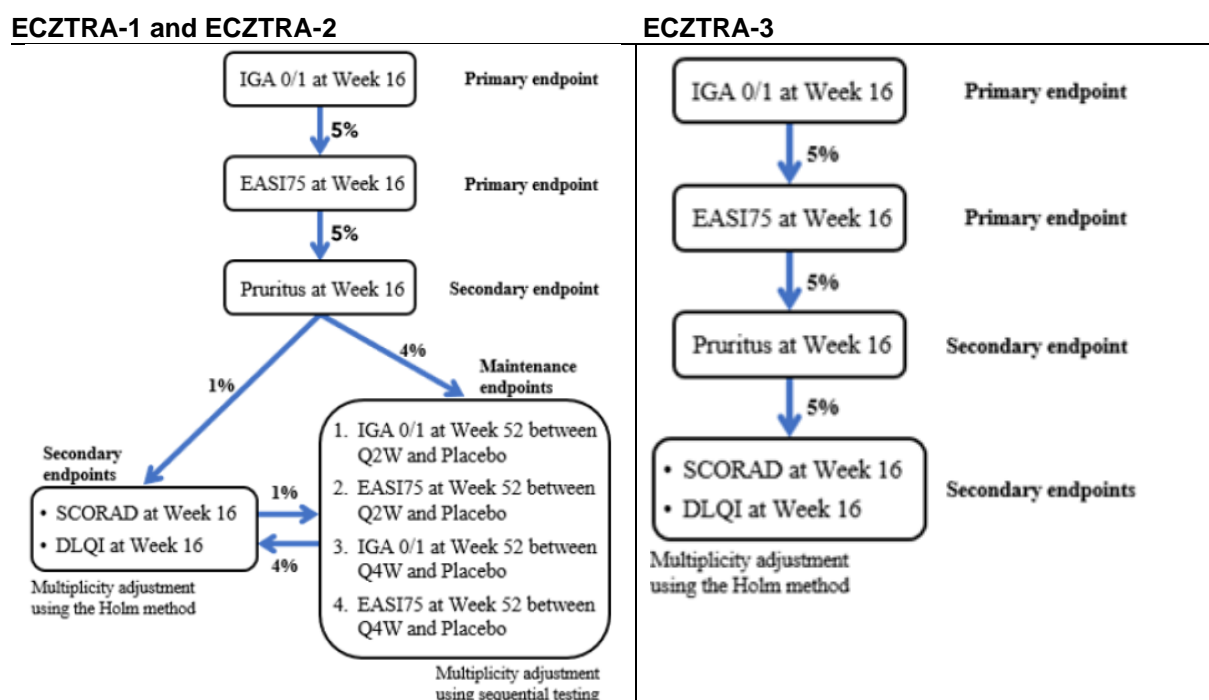 ECZTRA-1 and ECZTRA-2
IGA 0/1 at Week 16
Primary endpoint
5%
EASI75 at Week 16
Primary endpoint
5%
Pruritus at Week 16
Secondary endpoint
1%
4%
Maintenance
endpoints
1. IGA 0/1 at Week 52 between
Q2W and Placebo
2. EASI75 at Week 52 between
Q2W and Placebo
3. IGA 0/1 at Week 52 between
Q4W and Placebo
4. EASI75 at Week 52 between
Q4W and Placebo
Multiplicity adjustment
using sequential testing
Secondary
endpoints
• SCORAD at Week 16
• DLQI at Week 16
1%
4%
Multiplicity adjustment
using the Holm method
ECZTRA-3
IGA 0/1 at Week 16
Primary endpoint
5%
EASI75 at Week 16
Primary endpoint
5%
Pruritus at Week 16
Secondary endpoint
5%
• SCORAD at Week 16
• DLQI at Week 16
Secondary endpoints
Multiplicity adjustment
using the Holm method